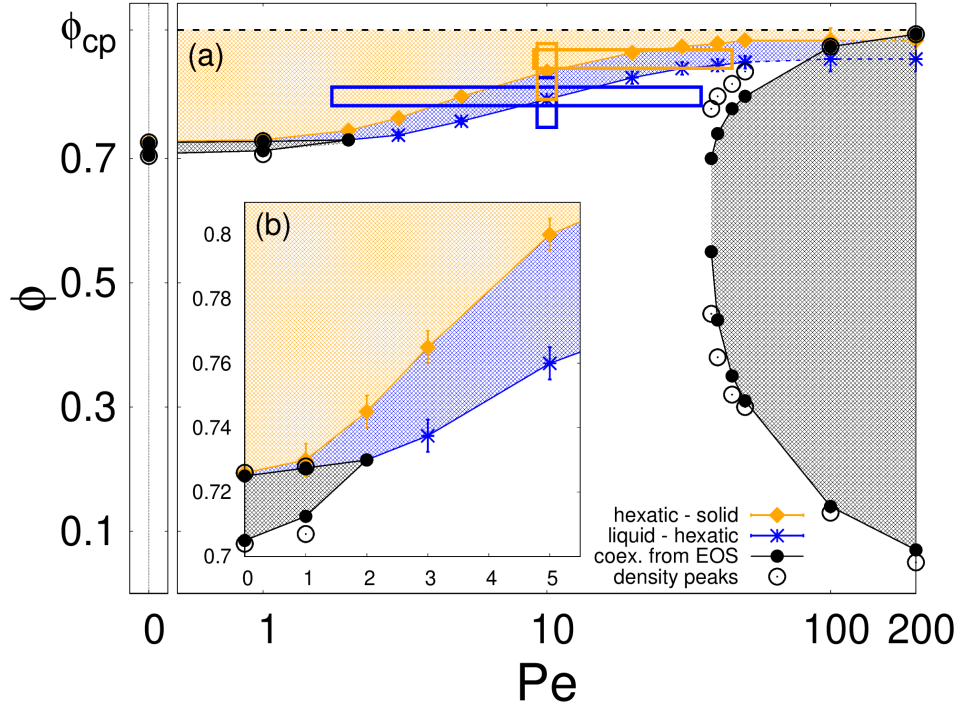 ϕcp
(a)
0.7
0.5
0.3
0.1
ϕ
(b)
0.8
0.78
0.76
0.74
0.72
0.7
0 1 2 3 4 5
hexatic - solid
liquid - hexatic
coex. from EOS
density peaks
0 1 10 100 200
Pe